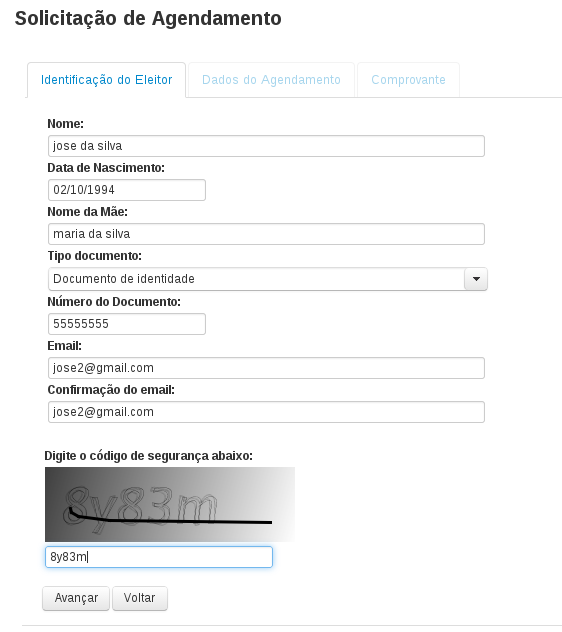 Solicitação de Agendamento
Identificação do Eleitor Dados do Agendamento Comprovante
Nome:
jose da silva
Data de Nascimento:
02/10/1994
Nome da Mãe:
maria da silva
Tipo documento:
Documento de identidade
Número do Documento:
55555555
Email:
jose2@gmail.com
Confirmação do email:
jose2@gmail.com
Digite o código de segurança abaixo:
8y83m
8y83m
Avançar Voltar